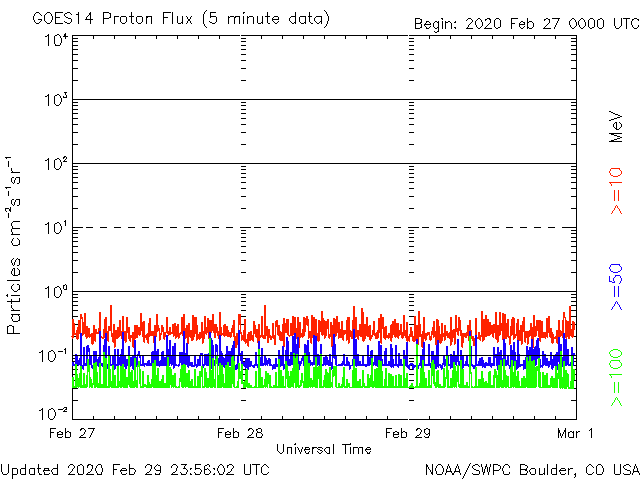 GOES14 Proton Flux (5 minute data)
Begin: 2020 Feb 27 0000 UTC
10⁴
10³
10²
10¹
10⁰
10⁻¹
10⁻²
Particles cm⁻²s⁻¹sr⁻¹
MeV
>=10
>=50
>=100
Feb 27
Feb 28
Feb 29
Mar 1
Universal Time
Updated 2020 Feb 29 23:56:02 UTC
NOAA/SWPC Boulder, CO USA